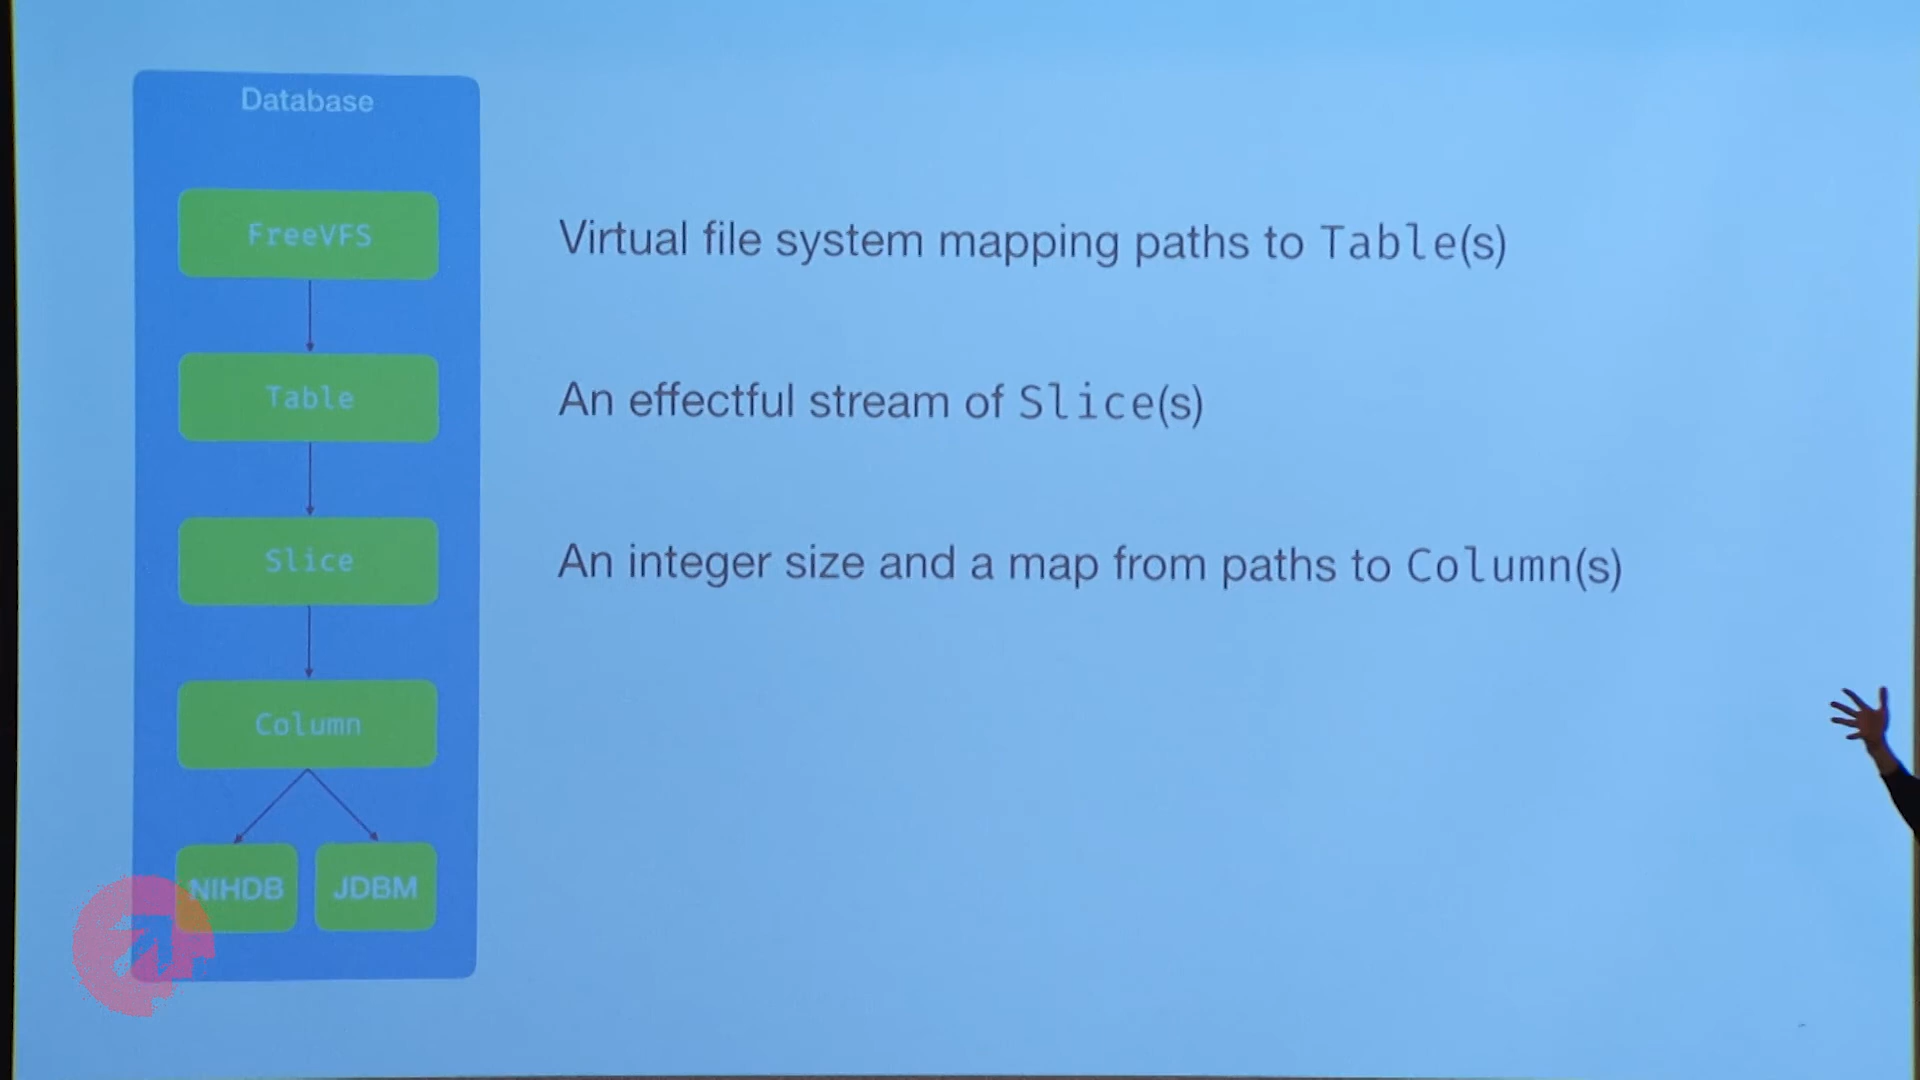 Database
FreeVFS
Virtual file system mapping paths to Table(s)
Table
An effectful stream of Slice(s)
Slice
An integer size and a map from paths to Column(s)
Column
NIHDB
JDBM